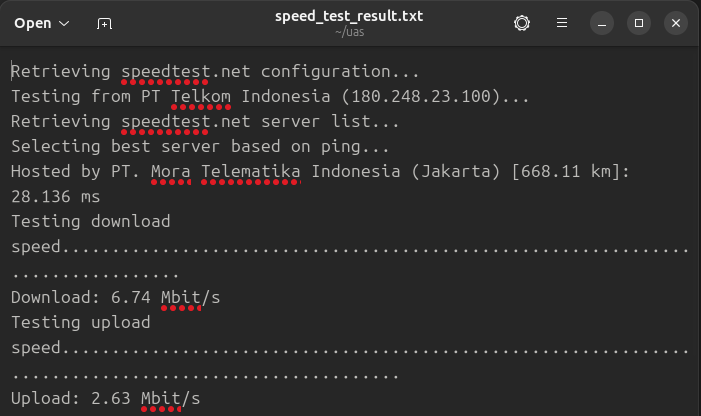 Open
speed_test_result.txt
~/uas
Retrieving speedtest.net configuration...
Testing from PT Telkom Indonesia (180.248.23.100)...
Retrieving speedtest.net server list...
Selecting best server based on ping...
Hosted by PT. Mora Telematika Indonesia (Jakarta) [668.11 km]:
28.136 ms
Testing download
speed...............................................................
.................
Download: 6.74 Mbit/s
Testing upload
speed...............................................................
.......................................
Upload: 2.63 Mbit/s